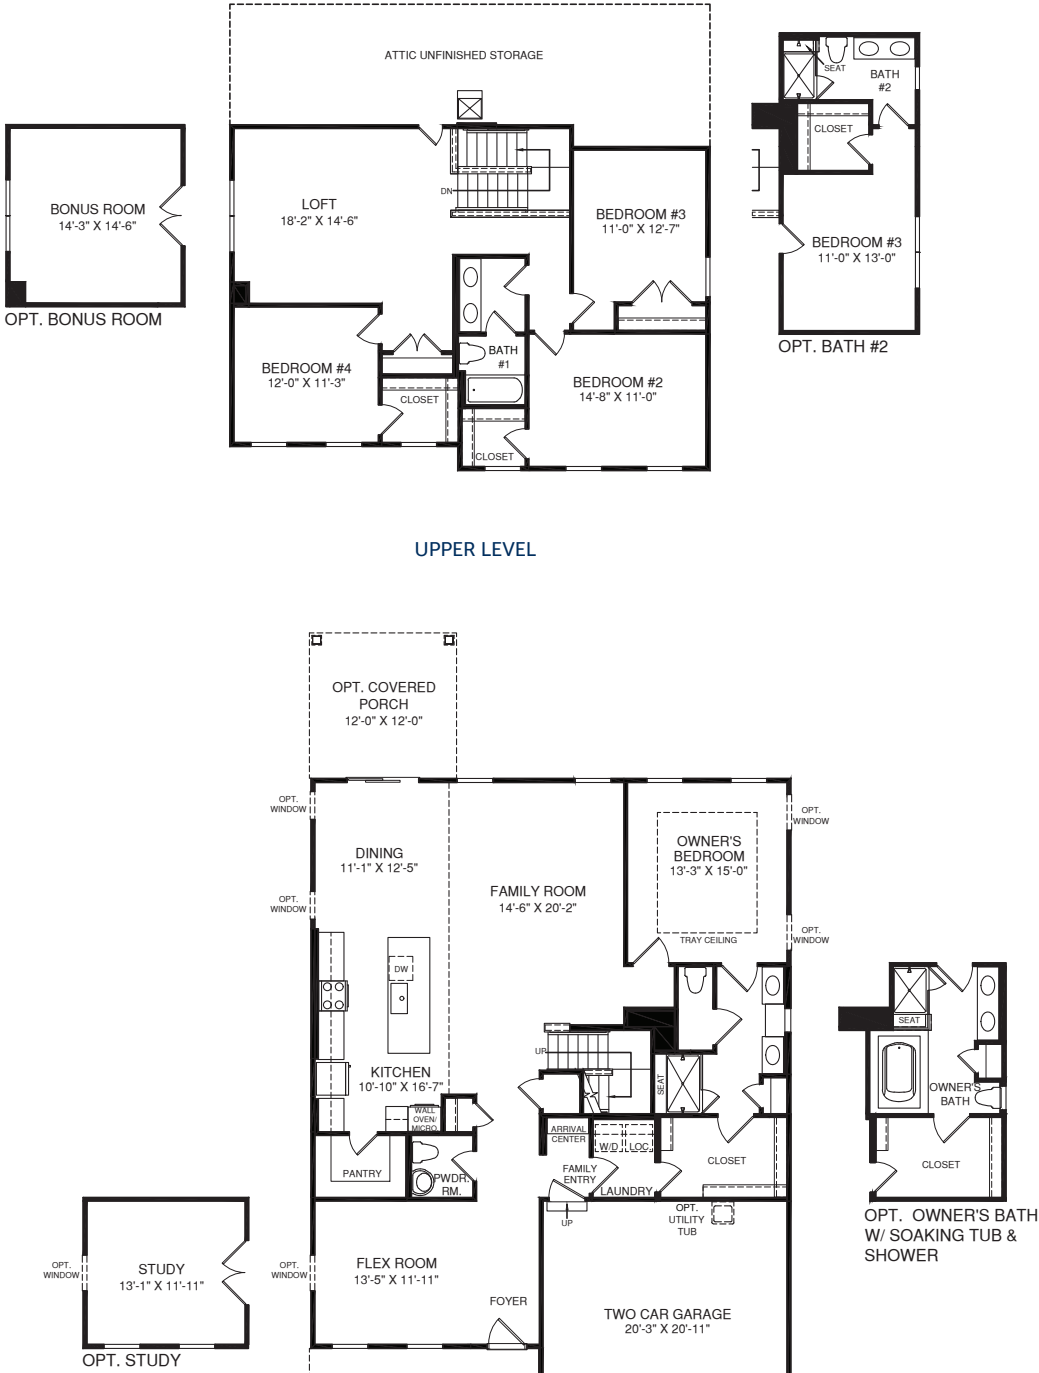 ATTIC UNFINISHED STORAGE
SEAT
BATH
#2
CLOSET
BEDROOM #3
11'-0" X 13'-0"
OPT. BATH #2
BONUS ROOM
14'-3" X 14'-6"
OPT. BONUS ROOM
LOFT
18'-2" X 14'-6"
DN
BEDROOM #3
11'-0" X 12'-7"
BEDROOM #4
12'-0" X 11'-3"
CLOSET
BATH
#1
BEDROOM #2
14'-8" X 11'-0"
CLOSET
UPPER LEVEL
OPT. COVERED
PORCH
12'-0" X 12'-0"
OPT.
WINDOW
OPT.
WINDOW
DINING
11'-1" X 12'-5"
FAMILY ROOM
14'-6" X 20'-2"
OWNER'S
BEDROOM
13'-3" X 15'-0"
TRAY CEILING
OPT.
WINDOW
OPT.
WINDOW
DW
KITCHEN
10'-10" X 16'-7"
WALL
OVEN/
MICRO.
UP
SEAT
PANTRY
PWDR.
RM.
ARRIVAL
CENTER
FAMILY
ENTRY
W/D
LOC
LAUNDRY
CLOSET
UP
OPT.
UTILITY
TUB
SEAT
OWNER'S
BATH
CLOSET
OPT. OWNER'S BATH
W/ SOAKING TUB &
SHOWER
OPT.
WINDOW
STUDY
13'-1" X 11'-11"
OPT. STUDY
OPT.
WINDOW
FLEX ROOM
13'-5" X 11'-11"
FOYER
TWO CAR GARAGE
20'-3" X 20'-11"